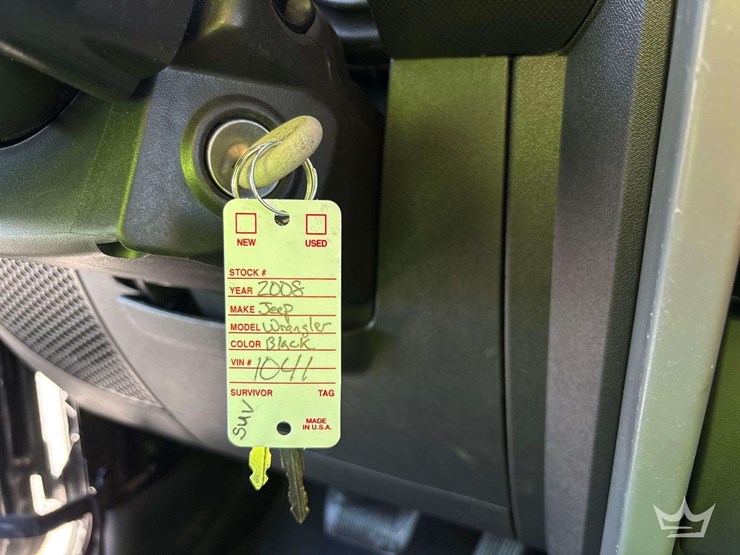 NEW USED
STOCK #
YEAR 2008
MAKE Jeep
MODEL Wrangler
COLOR Black
VIN # 1041
SURVIVOR TAG
SUV
MADE
IN U.S.A.